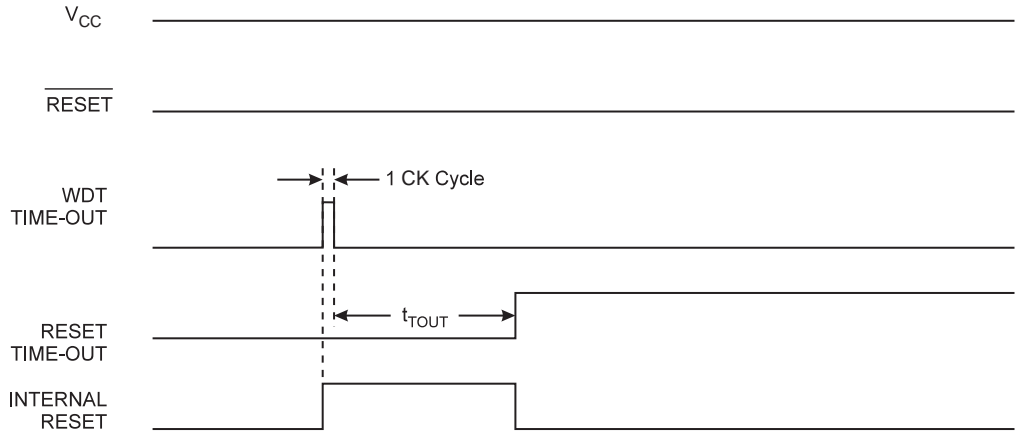 VCC
RESET
1 CK Cycle
WDT
TIME-OUT
tTOUT
RESET
TIME-OUT
INTERNAL
RESET